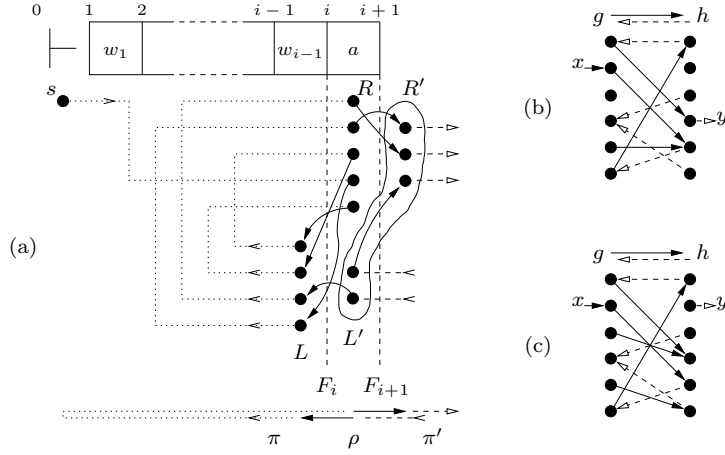 0 1 2 i − 1 i i + 1
⊢ w₁ wᵢ₋₁ a
s R R′
(a)
L L′
Fᵢ Fᵢ₊₁
π ρ π′
g h
x
(b)
y
g h
x y
(c)